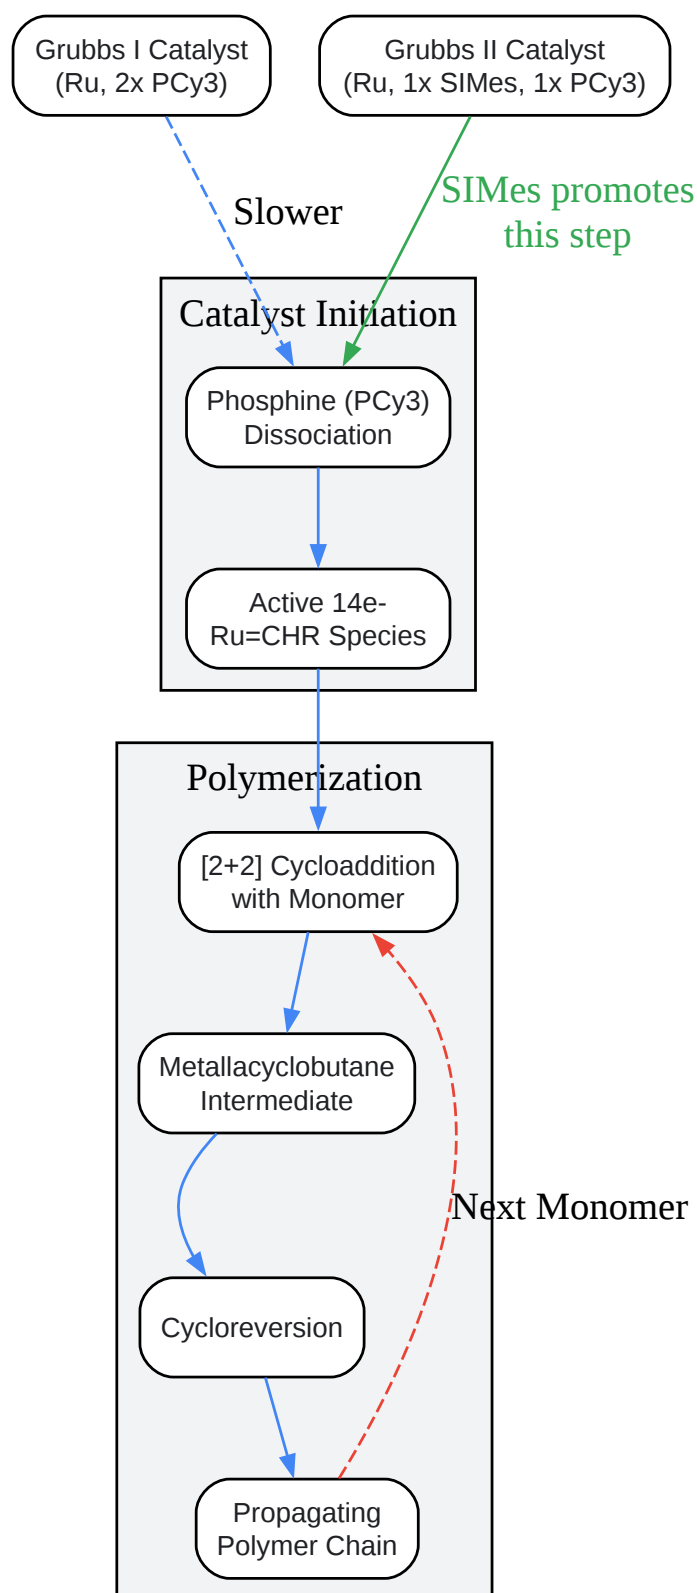 Grubbs I Catalyst
(Ru, 2x PCy3)
Grubbs II Catalyst
(Ru, 1x SIMes, 1x PCy3)
Slower
SIMes promotes
this step
Catalyst Initiation
Phosphine (PCy3)
Dissociation
Active 14e-
Ru=CHR Species
Polymerization
[2+2] Cycloaddition
with Monomer
Metallacyclobutane
Intermediate
Next Monomer
Cycloreversion
Propagating
Polymer Chain